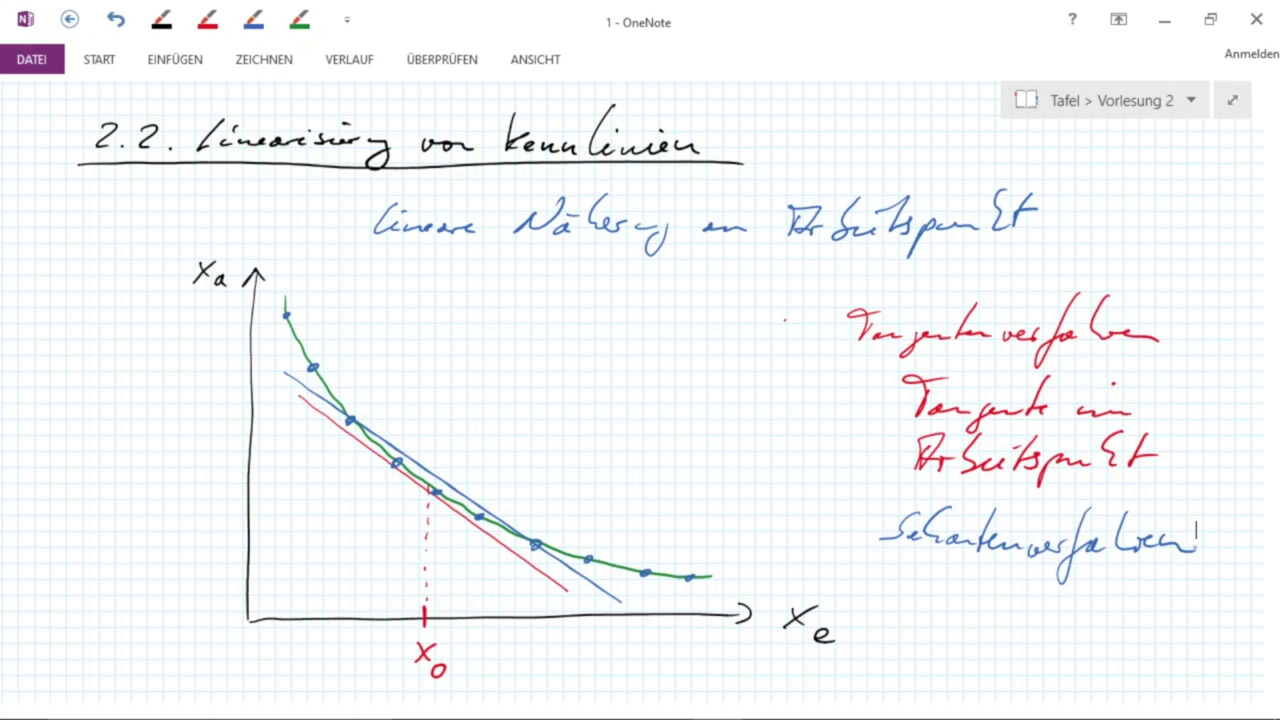 1 - OneNote
?
Anmelden
DATEI START EINFÜGEN ZEICHNEN VERLAUF ÜBERPRÜFEN ANSICHT
Tafel > Vorlesung 2
2.2. Linearisierung von Kennlinien
lineare Näherung am Arbeitspunkt
xa
Tangentenverfahren
Tangente im
Arbeitspunkt
Sekantenverfahren
xe
x0